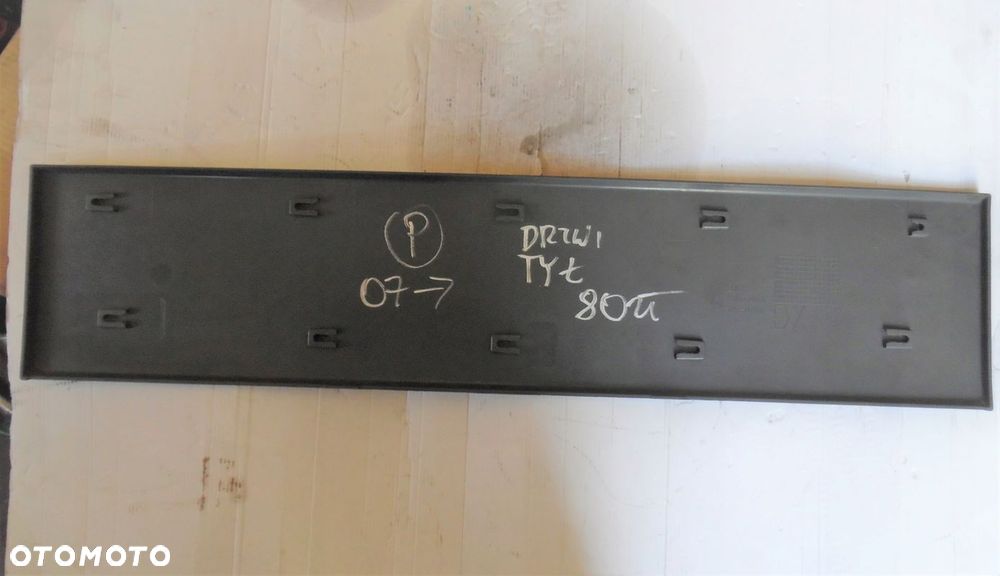 P
07→
DRZWI
TYŁ
80zł
OTOMOTO